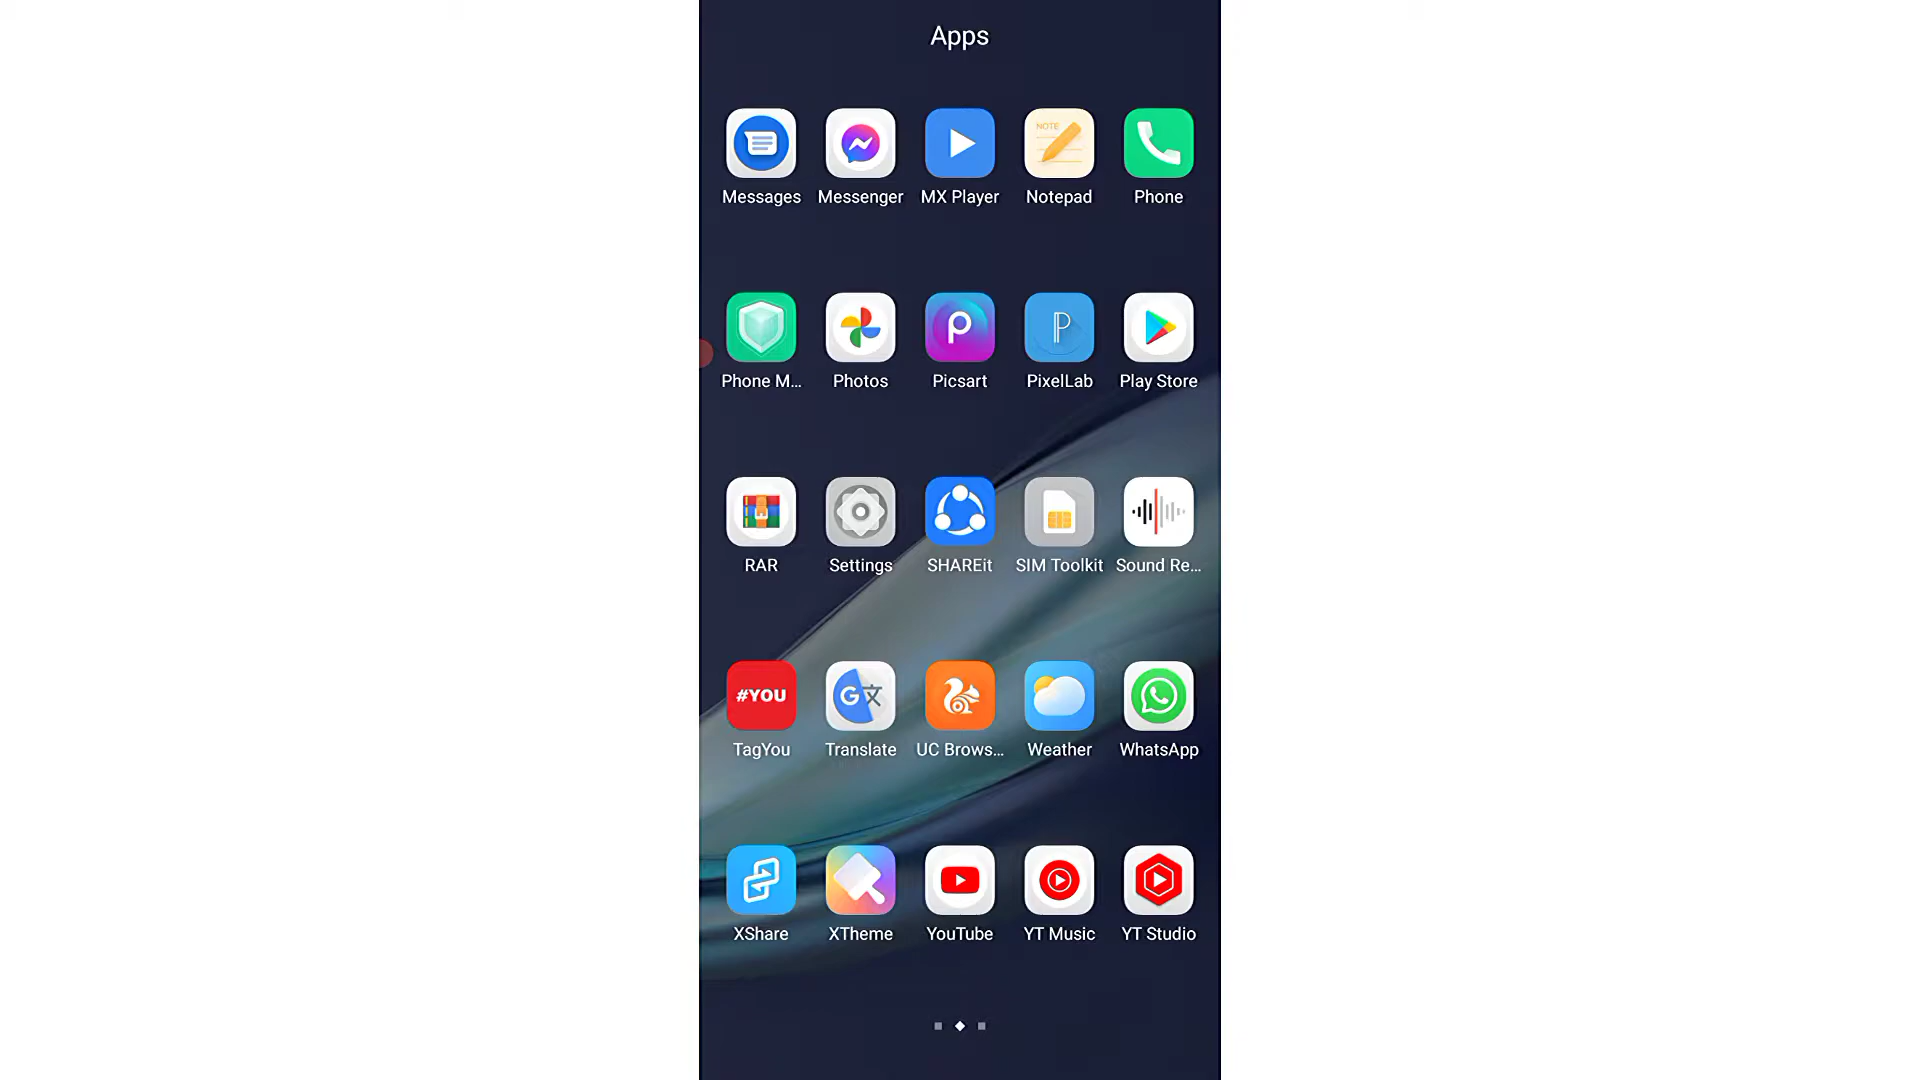 Apps
Messages Messenger MX Player Notepad Phone
Phone M... Photos Picsart PixelLab Play Store
RAR Settings SHAREit SIM Toolkit Sound Re...
#YOU
TagYou Translate UC Brows... Weather WhatsApp
XShare XTheme YouTube YT Music YT Studio